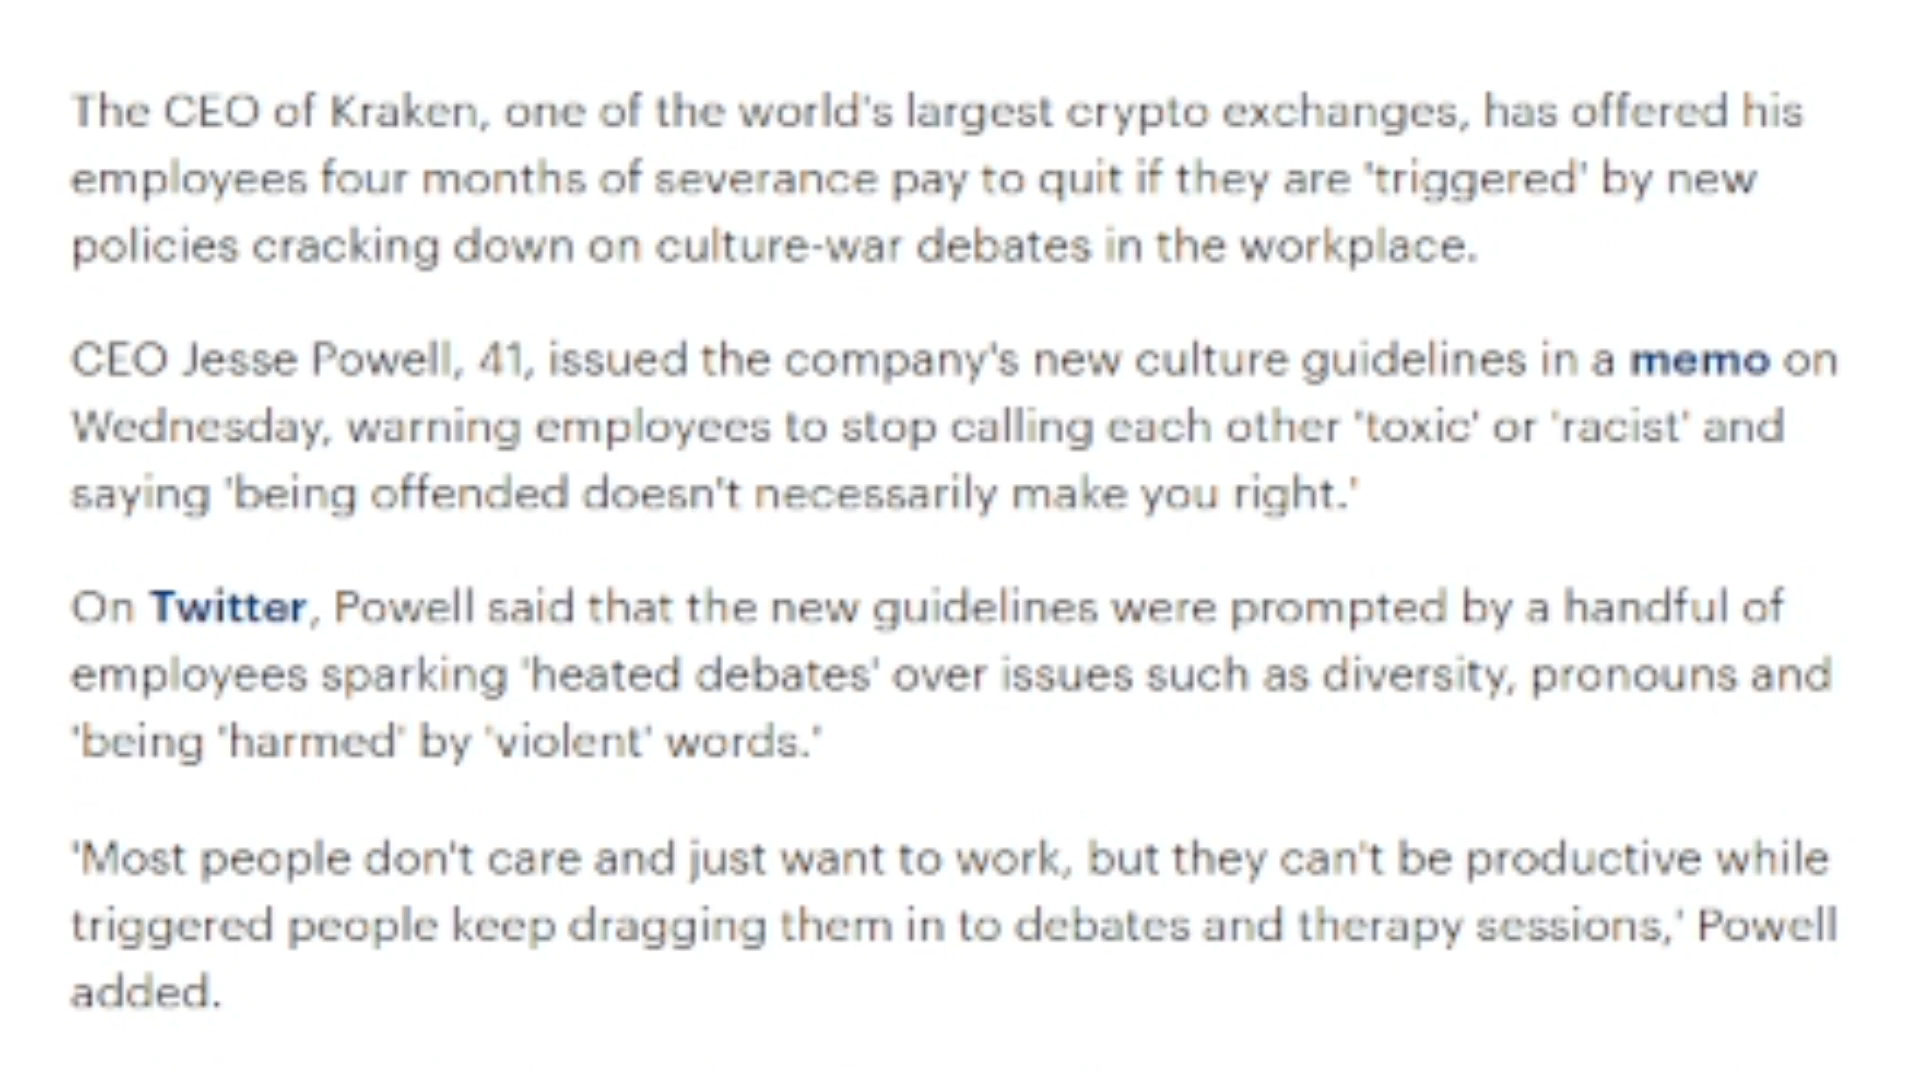 The CEO of Kraken, one of the world's largest crypto exchanges, has offered his
employees four months of severance pay to quit if they are 'triggered' by new
policies cracking down on culture-war debates in the workplace.
CEO Jesse Powell, 41, issued the company's new culture guidelines in a memo on
Wednesday, warning employees to stop calling each other 'toxic' or 'racist' and
saying 'being offended doesn't necessarily make you right.'
On Twitter, Powell said that the new guidelines were prompted by a handful of
employees sparking 'heated debates' over issues such as diversity, pronouns and
'being 'harmed' by 'violent' words.'
'Most people don't care and just want to work, but they can't be productive while
triggered people keep dragging them in to debates and therapy sessions,' Powell
added.